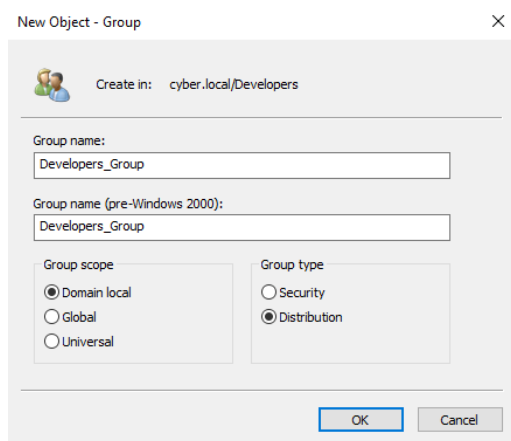 New Object - Group
Create in: cyber.local/Developers
Group name:
Developers_Group
Group name (pre-Windows 2000):
Developers_Group
Group scope
Domain local
Global
Universal
Group type
Security
Distribution
OK Cancel